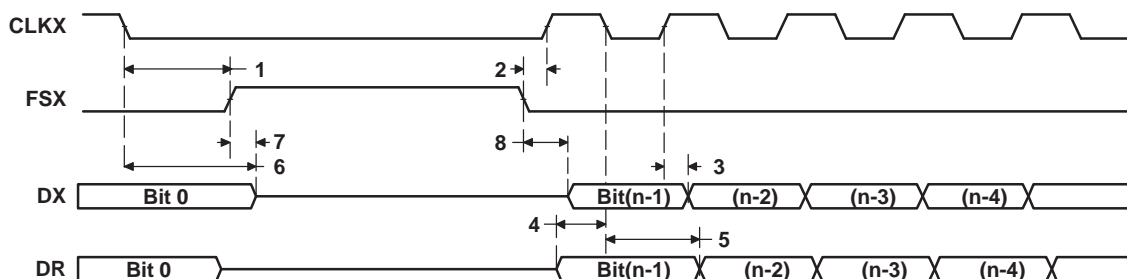 CLKX
1
2
FSX
7
8
6
3
DX
Bit 0
Bit(n-1)
(n-2)
(n-3)
(n-4)
4
5
DR
Bit 0
Bit(n-1)
(n-2)
(n-3)
(n-4)